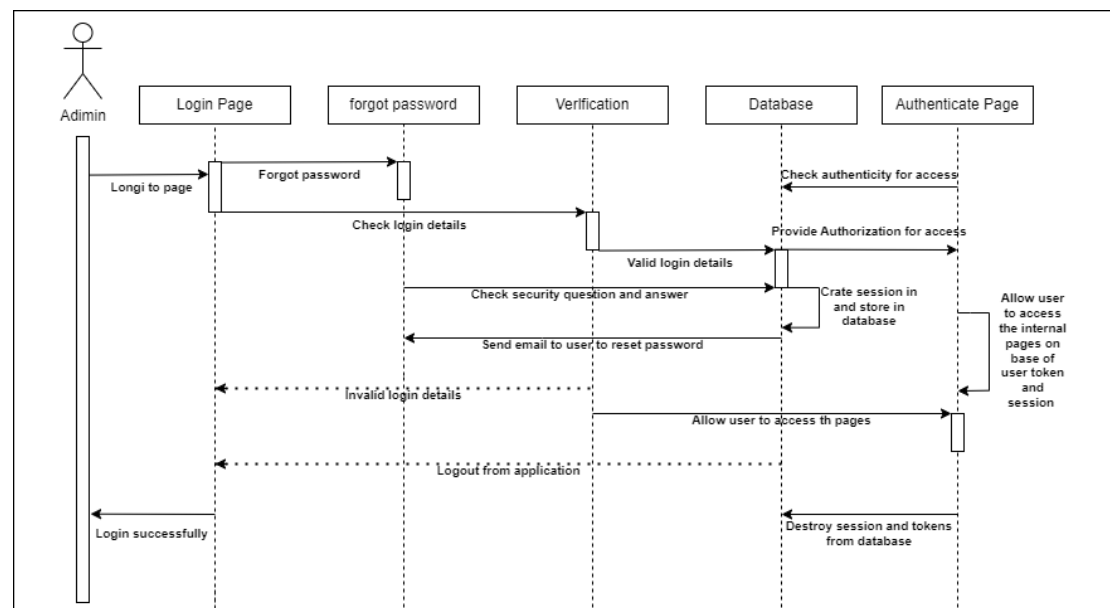 Adimin
Login Page
forgot password
Verification
Database
Authenticate Page
Forgot password
Longi to page
Check authenticity for access
Check login details
Provide Authorization for access
Valid login details
Check security question and answer
Crate session in
and store in
database
Allow user
to access
the internal
pages on
base of
user token
and
session
Send email to user to reset password
Invalid login details
Allow user to access th pages
Logout from application
Login successfully
Destroy session and tokens
from database